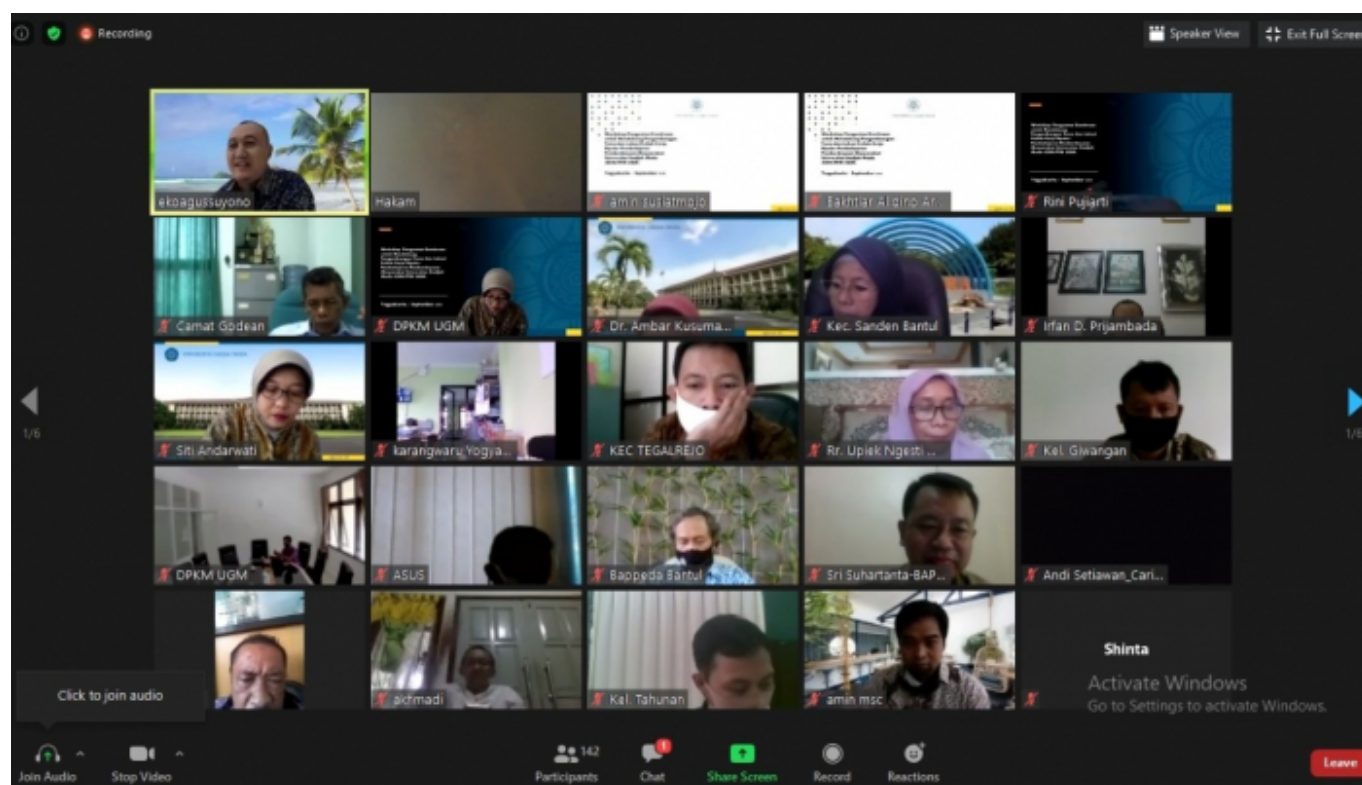 Recording
Speaker View
Exit Full Screen
ekoagussuyono
Hakam
amin susiatmojo
Bakhtiar Alldino Ar...
Rini Pujiarti
Camat Godean
DPKM UGM
Dr. Ambar Kusuma...
Kec. Sanden Bantul
Irfan D. Prijambada
1/6
Siti Andarwati
karangwaru Yogya...
KEC TEGALREJO
Rr. Upiek Ngesti ...
Kel. Giwangan
1/6
DPKM UGM
ASUS
Bappeda Bantul
Sri Suhartanta-BAP...
Andi Setiawan_Cari...
Shinta
Click to join audio
akhmadi
Kel. Tahunan
amin msc
Activate Windows
Go to Settings to activate Windows.
142
1
Join Audio
Stop Video
Participants
Chat
Share Screen
Record
Reactions
Leave